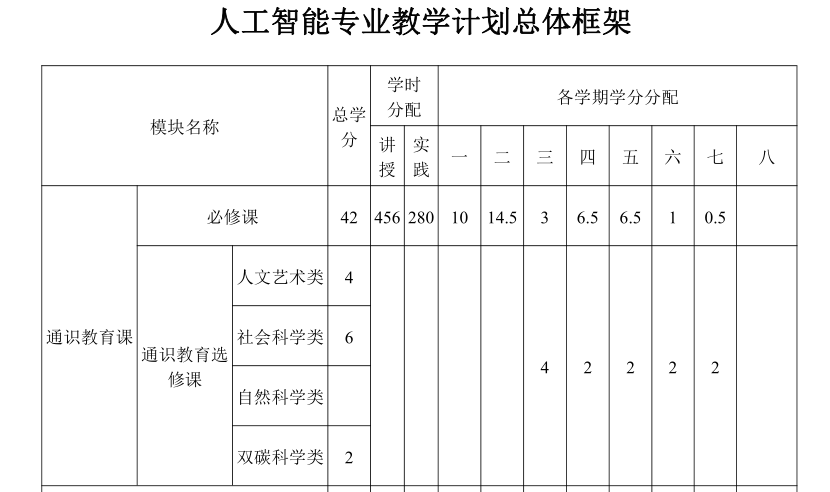 人工智能专业教学计划总体框架
模块名称 总学分 学时分配 各学期学分分配
讲授 实践 一 二 三 四 五 六 七 八
通识教育课 必修课 42 456 280 10 14.5 3 6.5 6.5 1 0.5
通识教育选修课 人文艺术类 4
社会科学类 6
4 2 2 2 2
自然科学类
双碳科学类 2